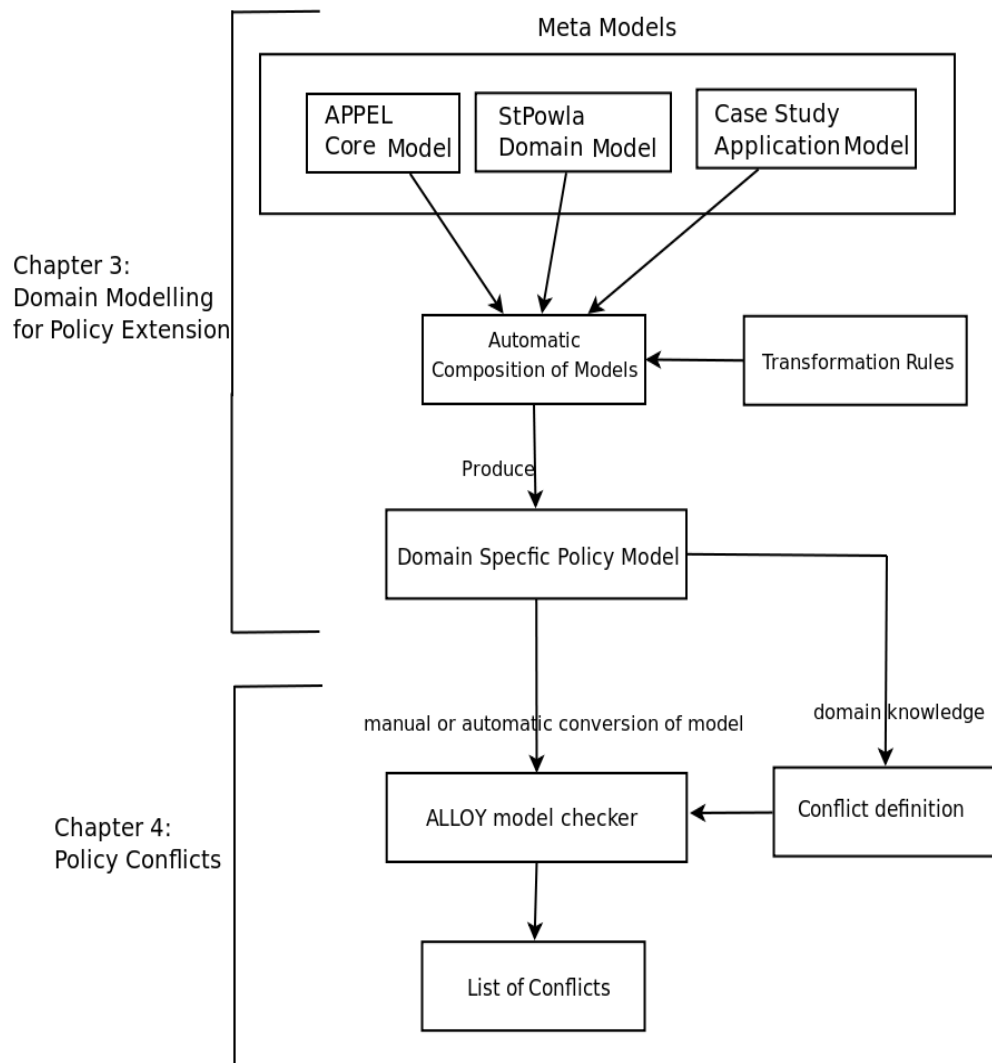 Meta Models
APPEL
Core Model
StPowla
Domain Model
Case Study
Application Model
Chapter 3:
Domain Modelling
for Policy Extension
Automatic
Composition of Models
Transformation Rules
Produce
Domain Specfic Policy Model
manual or automatic conversion of model
domain knowledge
Chapter 4:
Policy Conflicts
ALLOY model checker
Conflict definition
List of Conflicts